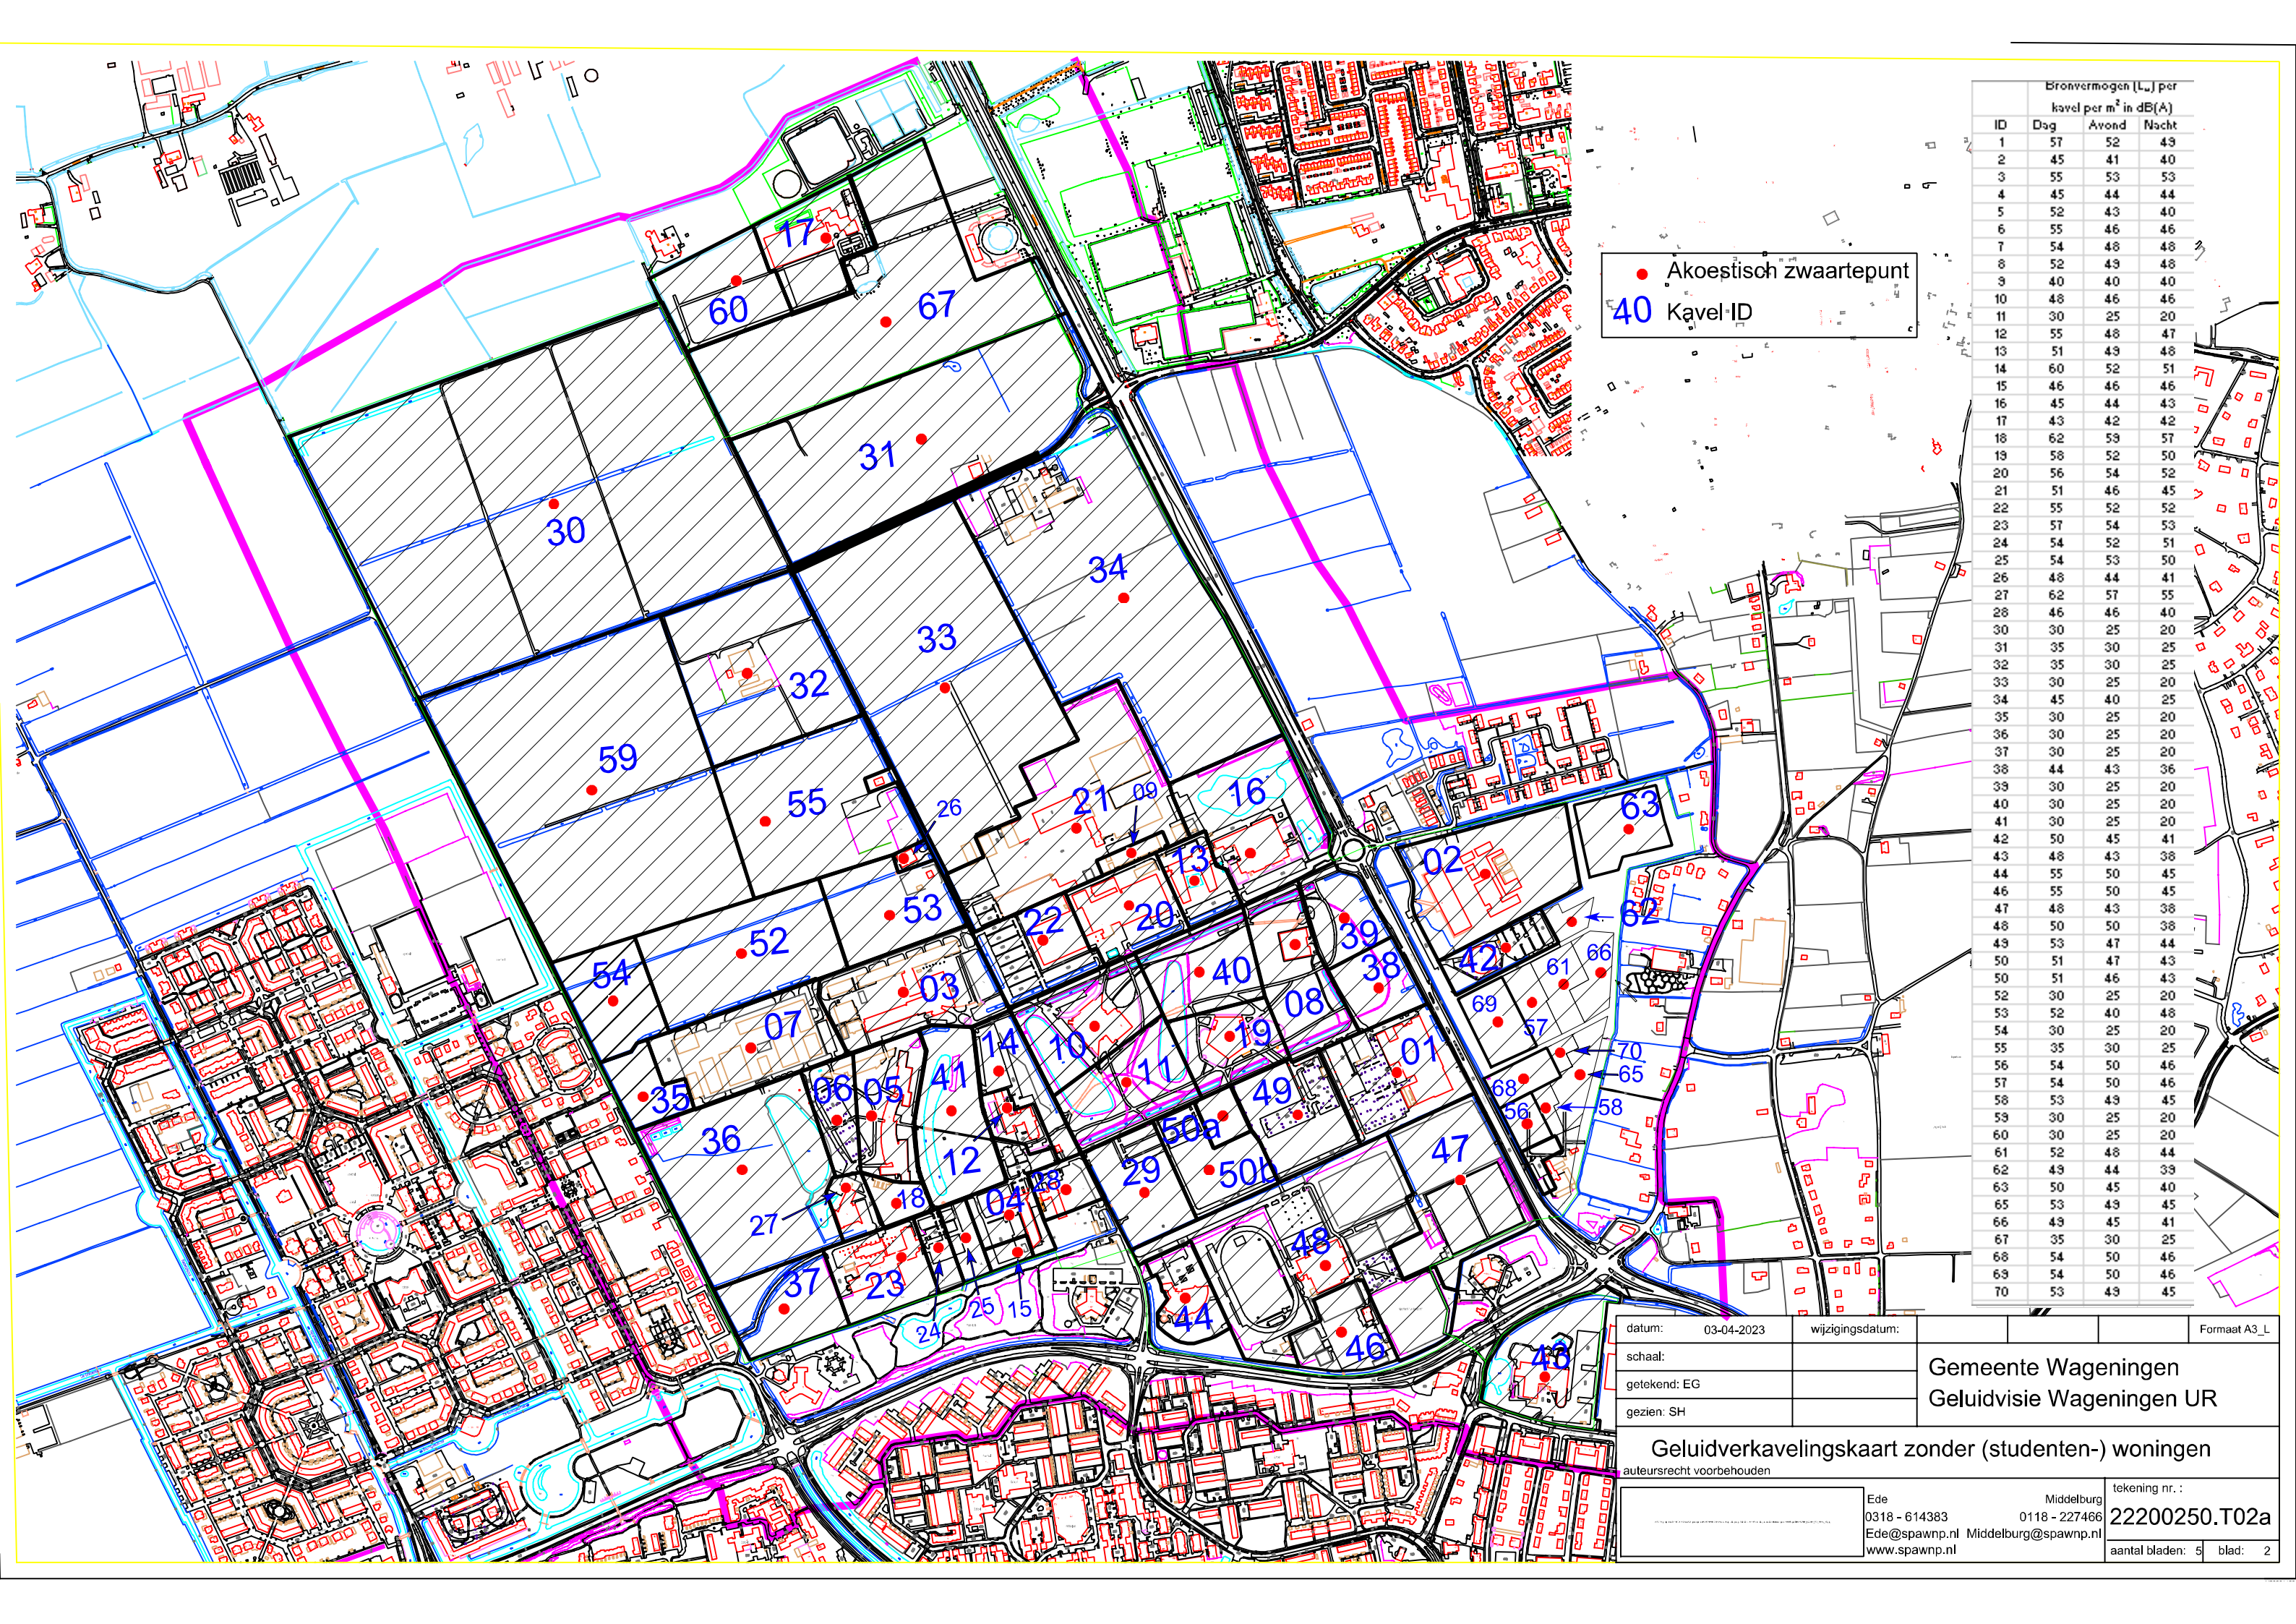 Bronvermogen (Lw) per
kavel per m² in dB(A)
ID Dag Avond Nacht
1 57 52 49
2 45 41 40
3 55 53 53
4 45 44 44
5 52 43 40
6 55 46 46
7 54 48 48
8 52 49 48
9 40 40 40
10 48 46 46
11 30 25 20
12 55 48 47
13 51 49 48
14 60 52 51
15 46 46 46
16 45 44 43
17 43 42 42
18 62 59 57
19 58 52 50
20 56 54 52
21 51 46 45
22 55 52 52
23 57 54 53
24 54 52 51
25 54 53 50
26 48 44 41
27 62 57 55
28 46 46 40
30 30 25 20
31 35 30 25
32 35 30 25
33 30 25 20
34 45 40 25
35 30 25 20
36 30 25 20
37 30 25 20
38 44 43 36
39 30 25 20
40 30 25 20
41 30 25 20
42 50 45 41
43 48 43 38
44 55 50 45
46 55 50 45
47 48 43 38
48 50 50 38
49 53 47 44
50 51 47 43
50 51 46 43
52 30 25 20
53 52 40 48
54 30 25 20
55 35 30 25
56 54 50 46
57 54 50 46
58 53 49 45
59 30 25 20
60 30 25 20
61 52 48 44
62 49 44 39
63 50 45 40
65 53 49 45
66 49 45 41
67 35 30 25
68 54 50 46
69 54 50 46
70 53 49 45
Akoestisch zwaartepunt
40 Kavel ID
17
60
67
31
30
34
33
32
59
55
26
21
09
16
13
63
02
53
22
20
39
62
52
42
66
61
54
40
38
03
08
69
57
07
14
10
19
01
70
11
65
35
06
05
41
49
68
58
56
36
50a
12
47
29
50b
28
18
04
27
48
37
23
25
15
24
44
46
43
datum: 03-04-2023 wijzigingsdatum: Formaat A3_L
schaal:
getekend: EG
gezien: SH
Gemeente Wageningen
Geluidvisie Wageningen UR
Geluidverkavelingskaart zonder (studenten-) woningen
auteursrecht voorbehouden
Ede Middelburg
0318 - 614383 0118 - 227466
Ede@spawnp.nl Middelburg@spawnp.nl
www.spawnp.nl
tekening nr. :
22200250.T02a
aantal bladen: 5 blad: 2